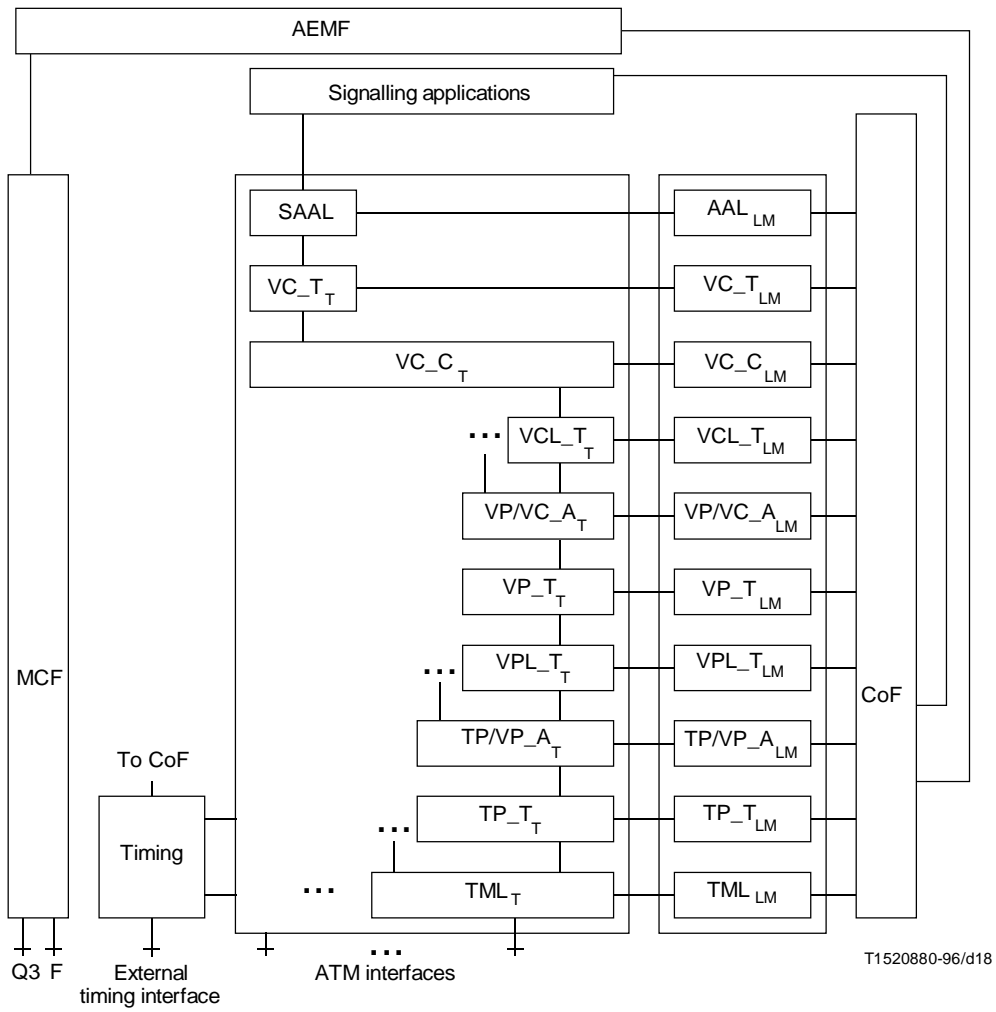 AEMF
Signalling applications
SAAL
AAL LM
VC_T T
VC_T LM
VC_C T
VC_C LM
... VCL_T T
VCL_T LM
VP/VC_A T
VP/VC_A LM
VP_T T
VP_T LM
... VPL_T T
VPL_T LM
MCF
CoF
TP/VP_A T
TP/VP_A LM
To CoF
... TP_T T
TP_T LM
Timing
... TML T
TML LM
...
Q3 F
External
timing interface
ATM interfaces
T1520880-96/d18